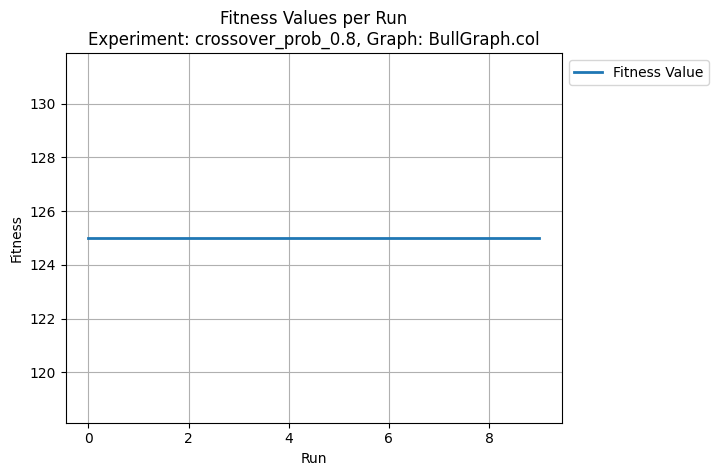 Fitness Values per Run
Experiment: crossover_prob_0.8, Graph: BullGraph.col
Fitness Value
130
128
126
124
122
120
Fitness
0 2 4 6 8
Run